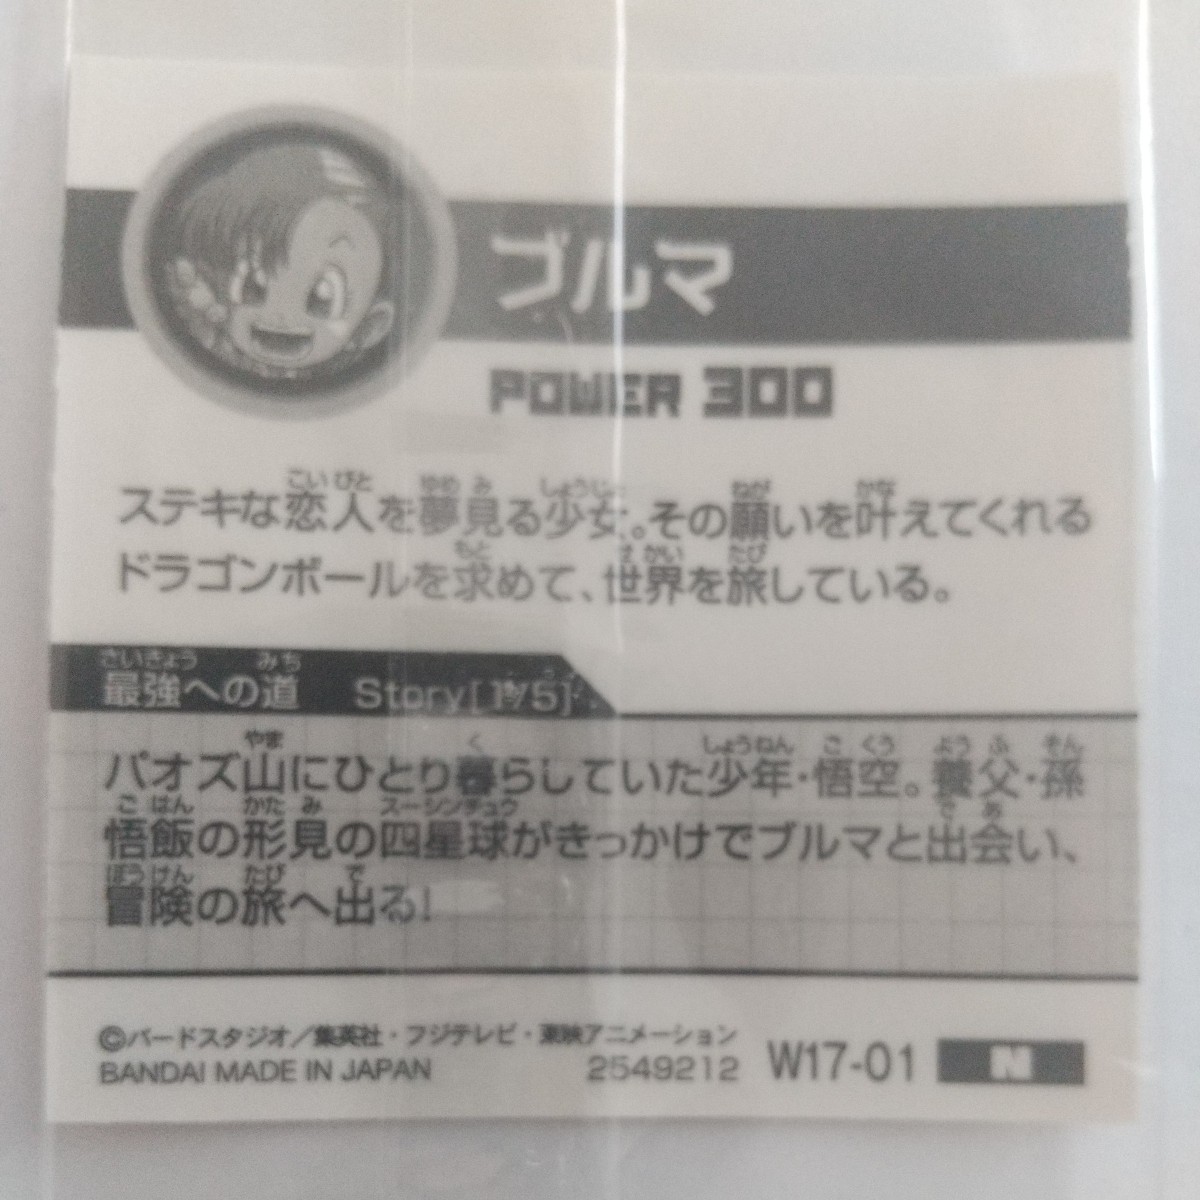 ブルマ
POWER 300
ステキな恋人を夢見る少女。その願いを叶えてくれる
ドラゴンボールを求めて、世界を旅している。
最強への道 Story[1/5]
パオズ山にひとり暮らしていた少年・悟空。養父・孫
悟飯の形見の四星球がきっかけでブルマと出会い、
冒険の旅へ出る!
©バードスタジオ/集英社・フジテレビ・東映アニメーション
BANDAI MADE IN JAPAN 2549212 W17-01 N